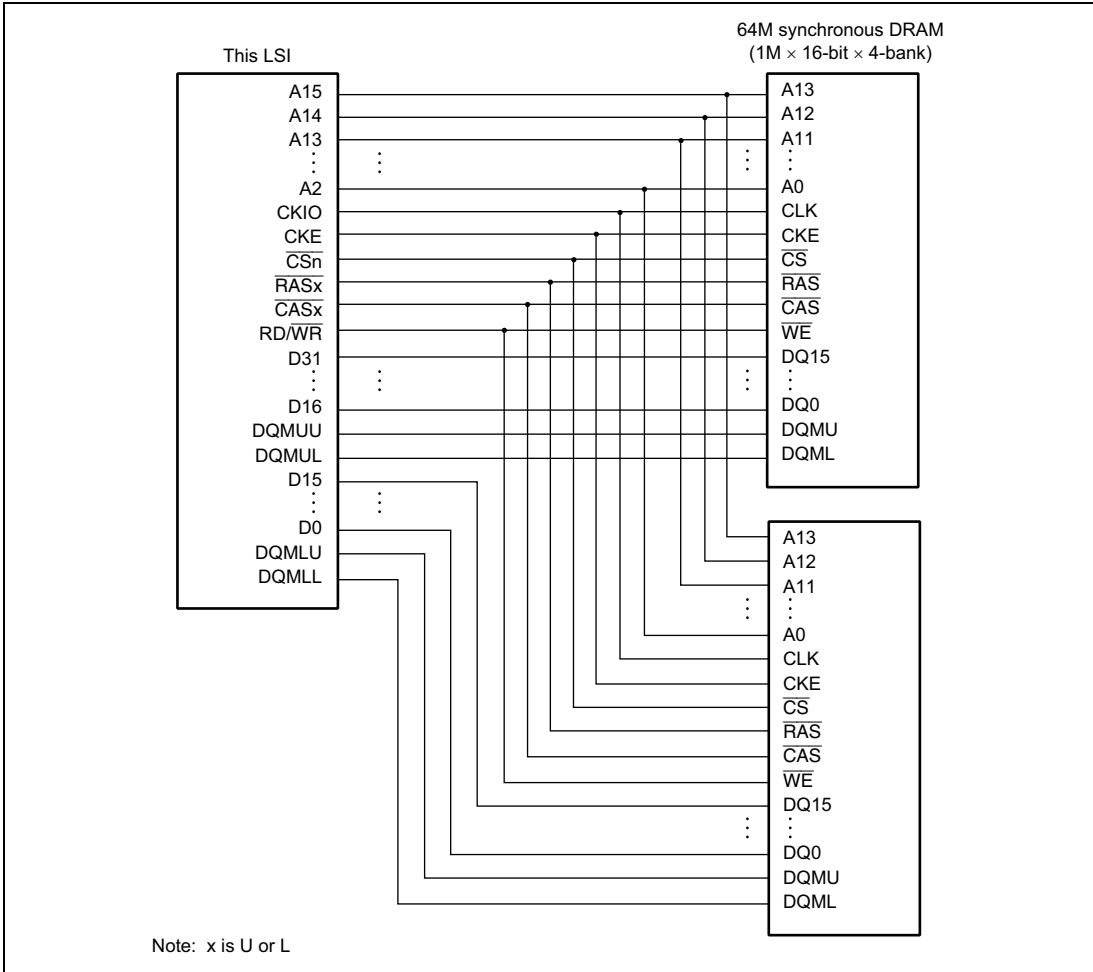 This LSI
A15
A14
A13
A2
CKIO
CKE
CSn
RASx
CASx
RD/WR
D31
D16
DQMUU
DQMUL
D15
D0
DQMLU
DQMLL
64M synchronous DRAM
(1M × 16-bit × 4-bank)
A13
A12
A11
A0
CLK
CKE
CS
RAS
CAS
WE
DQ15
DQ0
DQMU
DQML
A13
A12
A11
A0
CLK
CKE
CS
RAS
CAS
WE
DQ15
DQ0
DQMU
DQML
Note: x is U or L